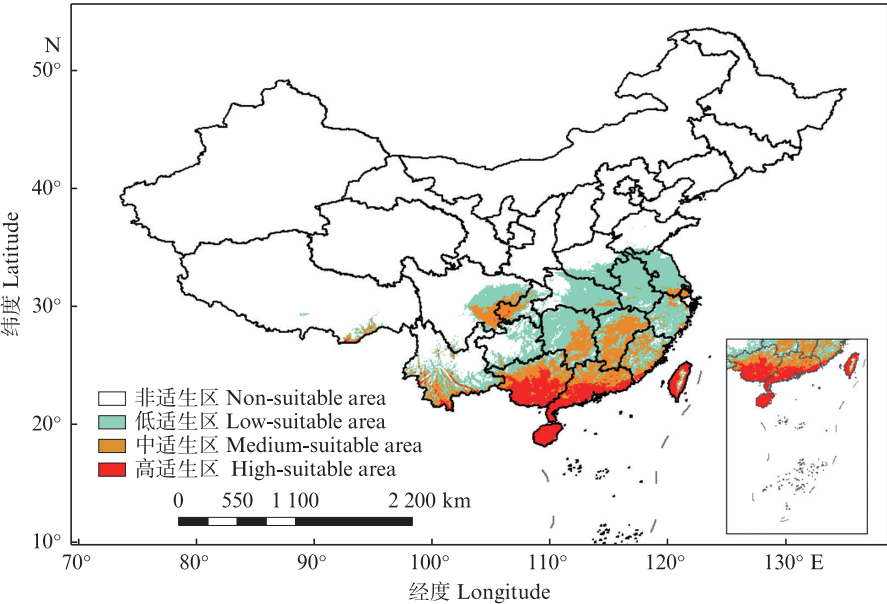 N
50°
40°
30°
20°
10°
纬度 Latitude
非适生区 Non-suitable area
低适生区 Low-suitable area
中适生区 Medium-suitable area
高适生区 High-suitable area
0 550 1 100 2 200 km
70° 80° 90° 100° 110° 120° 130° E
经度 Longitude